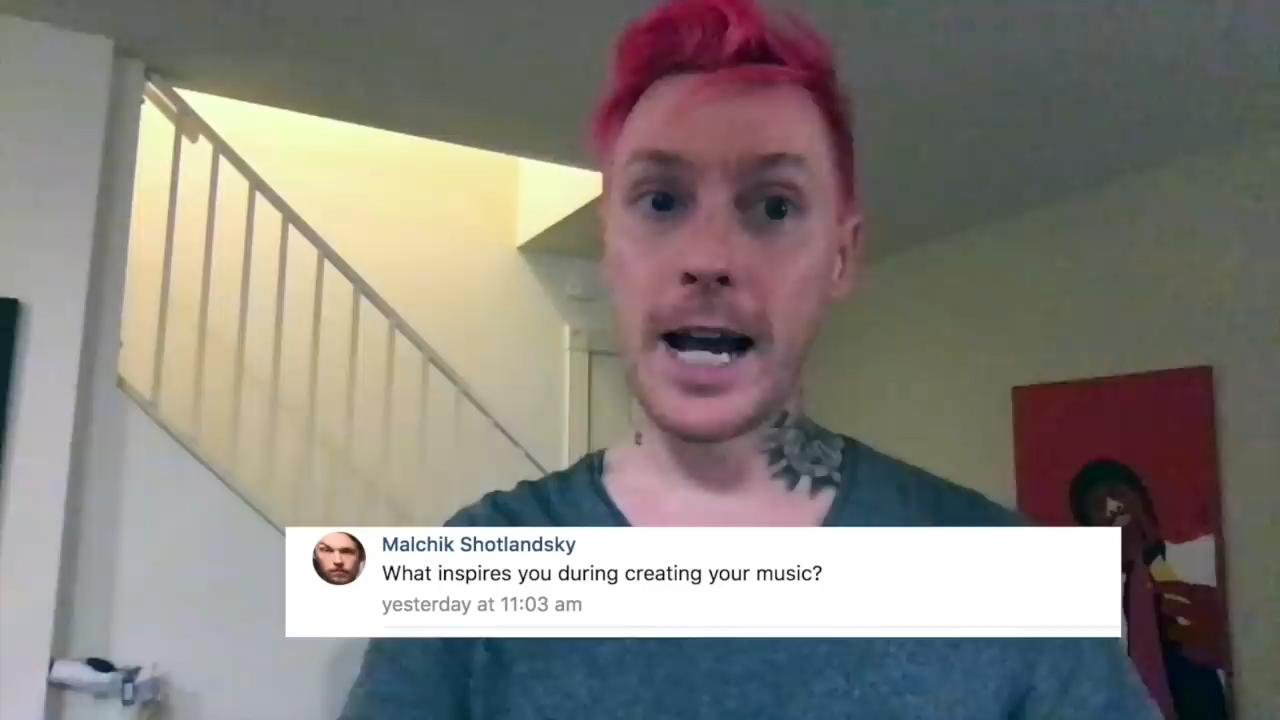 Malchik Shotlandsky
What inspires you during creating your music?
yesterday at 11:03 am